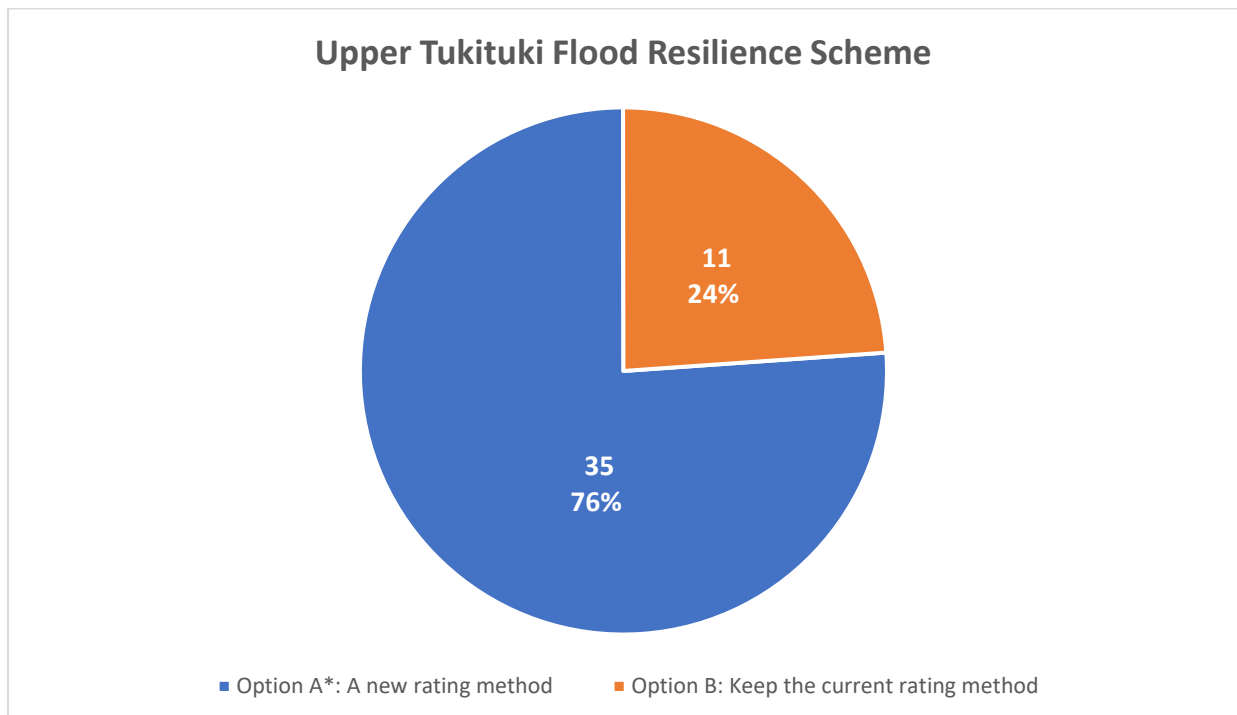 Upper Tukituki Flood Resilience Scheme
11
24%
35
76%
Option A*: A new rating method
Option B: Keep the current rating method